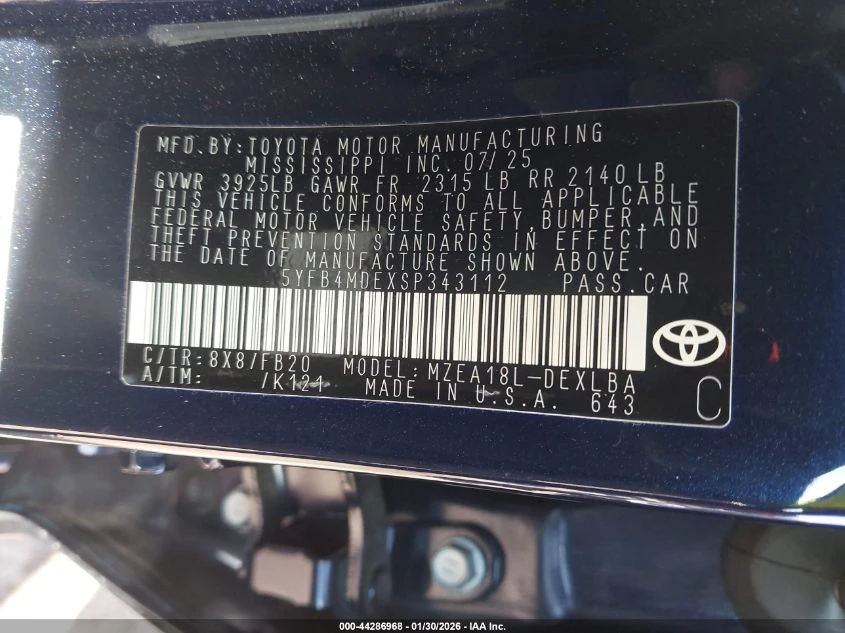 MFD.BY:TOYOTA MOTOR MANUFACTURING
MISSISSIPPI INC. 07/25
GVWR 3925LB GAWR FR 2315 LB RR 2140 LB
THIS VEHICLE CONFORMS TO ALL APPLICABLE
FEDERAL MOTOR VEHICLE SAFETY,BUMPER,AND
THEFT PREVENTION STANDARDS IN EFFECT ON
THE DATE OF MANUFACTURE SHOWN ABOVE.
5YFB4MDEXSP343112 PASS.CAR
C/TR:8X8/FB20 MODEL:MZEA18L-DEXLBA
A/TM: /K121 MADE IN U.S.A. 643
C
000-44286968 - 01/30/2026 - IAA Inc.